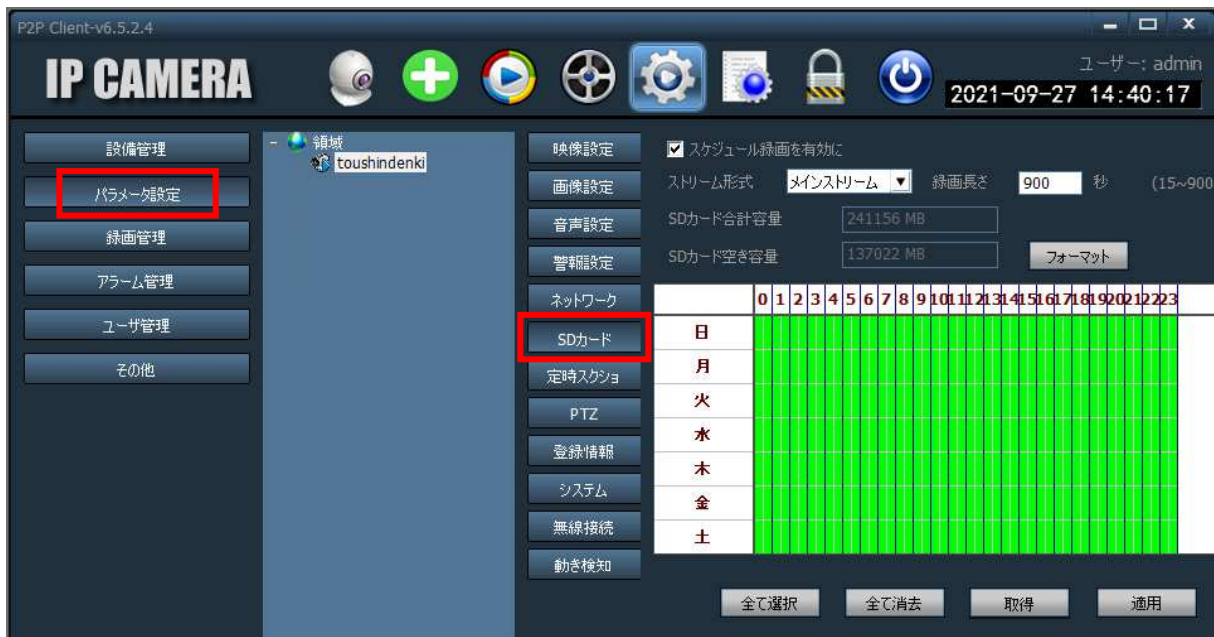 P2P Client-v6.5.2.4
IP CAMERA
ユーザー: admin
2021-09-27 14:40:17
設備管理
パラメータ設定
録画管理
アラーム管理
ユーザ管理
その他
領域
toushindenki
映像設定
画像設定
音声設定
警報設定
ネットワーク
SDカード
定時スクショ
PTZ
登録情報
システム
無線接続
動き検知
スケジュール録画を有効に
ストリーム形式 メインストリーム 録画長さ 900 秒 (15~900
SDカード合計容量 241156 MB
SDカード空き容量 137022 MB フォーマット
0 1 2 3 4 5 6 7 8 9 10 11 12 13 14 15 16 17 18 19 20 21 22 23
日
月
火
水
木
金
土
全て選択 全て消去 取得 適用